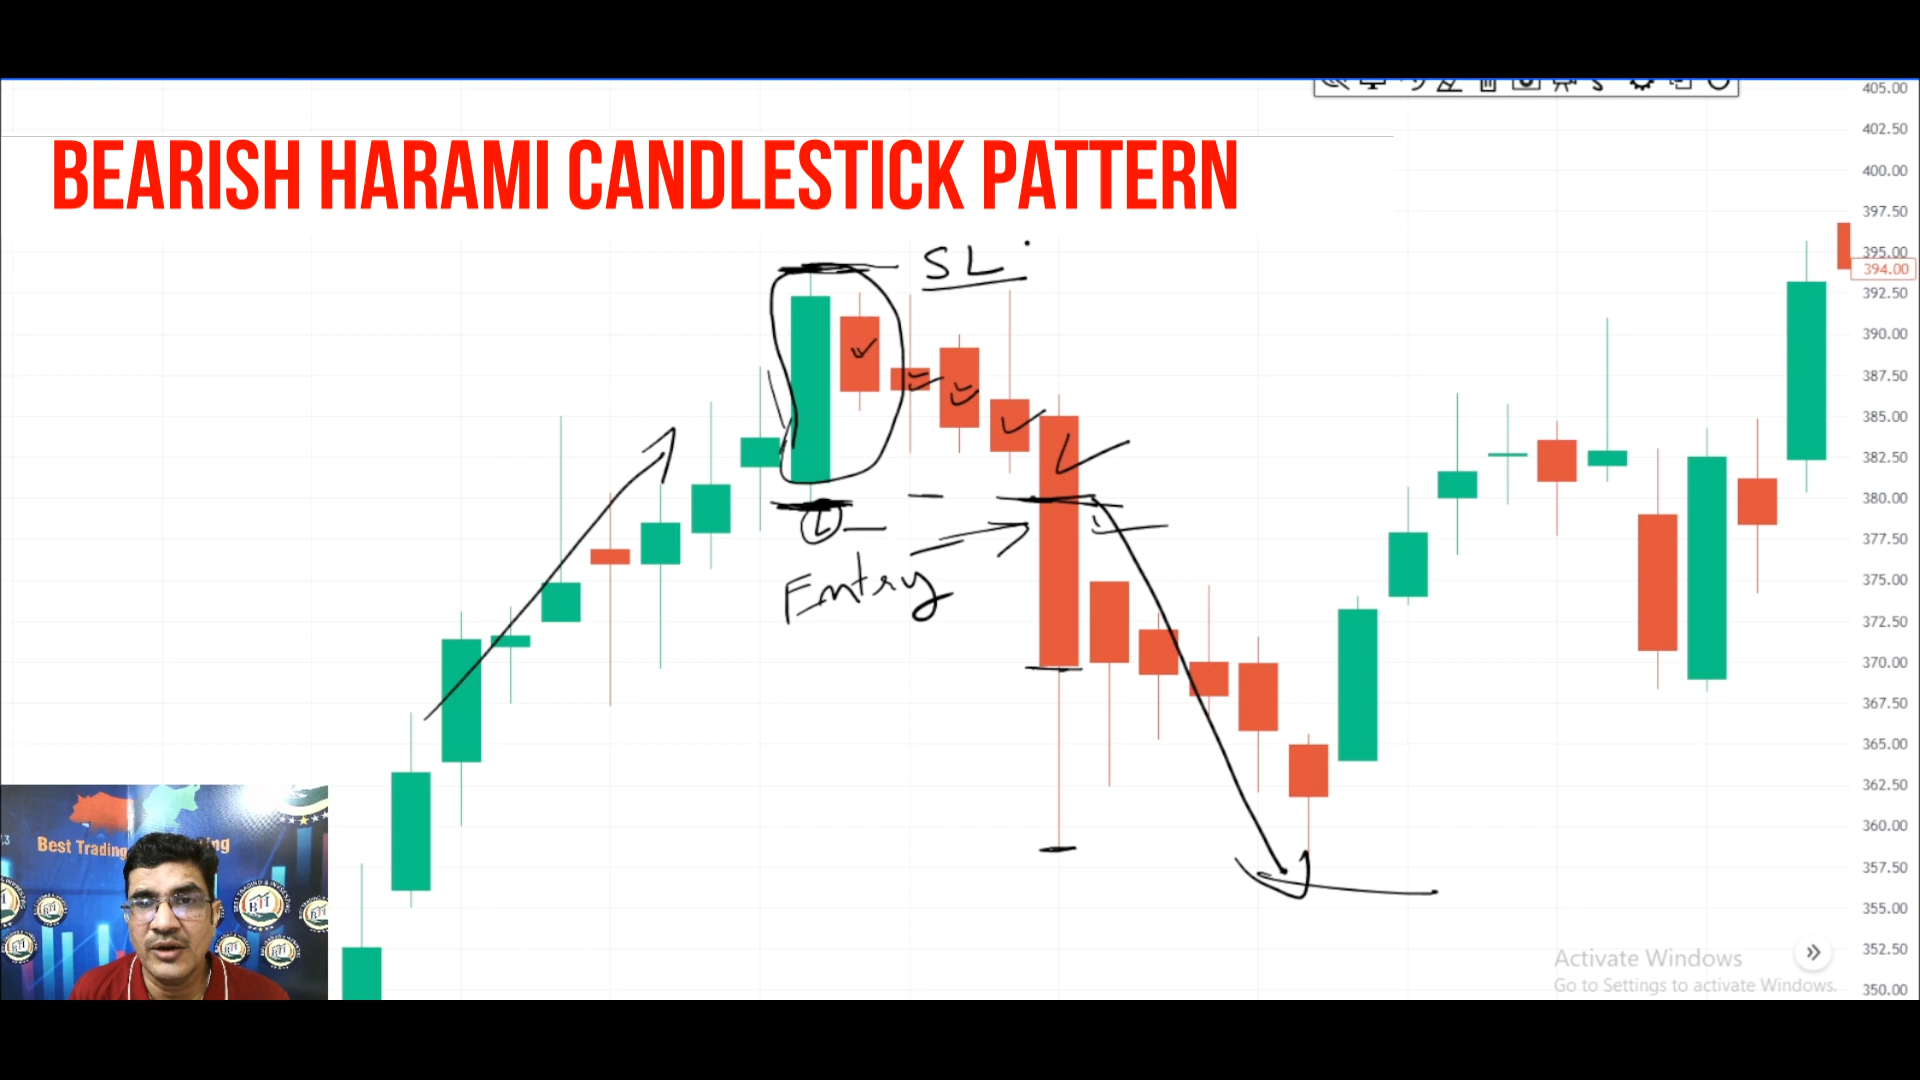 405.00
402.50
BEARISH HARAMI CANDLESTICK PATTERN
400.00
397.50
SL
395.00
394.00
392.50
390.00
387.50
385.00
382.50
380.00
L
377.50
Entry
375.00
372.50
370.00
367.50
365.00
362.50
360.00
Best Trading
ing
357.50
BTI
355.00
Activate Windows
352.50
Go to Settings to activate Windows.
350.00